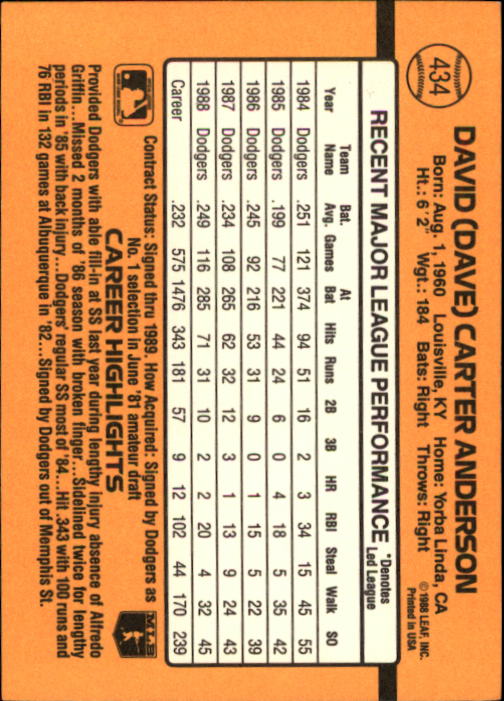 434
DAVID (DAVE) CARTER ANDERSON
Born: Aug. 1, 1960 Louisville, KY Home: Yorba Linda, CA
Ht.: 6'2" Wgt.: 184 Bats: Right Throws: Right
©1988 LEAF, INC.
Printed in USA
RECENT MAJOR LEAGUE PERFORMANCE
*Denotes
Led League
Year Team Name Bat. Avg. Games At Bat Hits Runs 2B 3B HR RBI Steal Walk SO
1984 Dodgers .251 121 374 94 51 16 2 3 34 15 45 55
1985 Dodgers .199 77 221 44 24 6 0 4 18 5 35 42
1986 Dodgers .245 92 216 53 31 9 0 1 15 5 22 39
1987 Dodgers .234 108 265 62 32 12 3 1 13 9 24 43
1988 Dodgers .249 116 285 71 31 10 2 2 20 4 32 45
Career .232 575 1476 343 181 57 9 12 102 44 170 239
Contract Status: Signed thru 1989. How Acquired: Signed by Dodgers as
No. 1 selection in June '81 amateur draft
CAREER HIGHLIGHTS
MLB
Provided Dodgers with able fill-in at SS last year during lengthy injury absence of Alfredo
Griffin...Missed 2 months of '86 season with broken finger...Sidelined twice for lengthy
periods in '85 with back injury...Dodgers' regular SS most of '84...Hit .343 with 100 runs and
76 RBI in 132 games at Albuquerque in '82...Signed by Dodgers out of Memphis St.